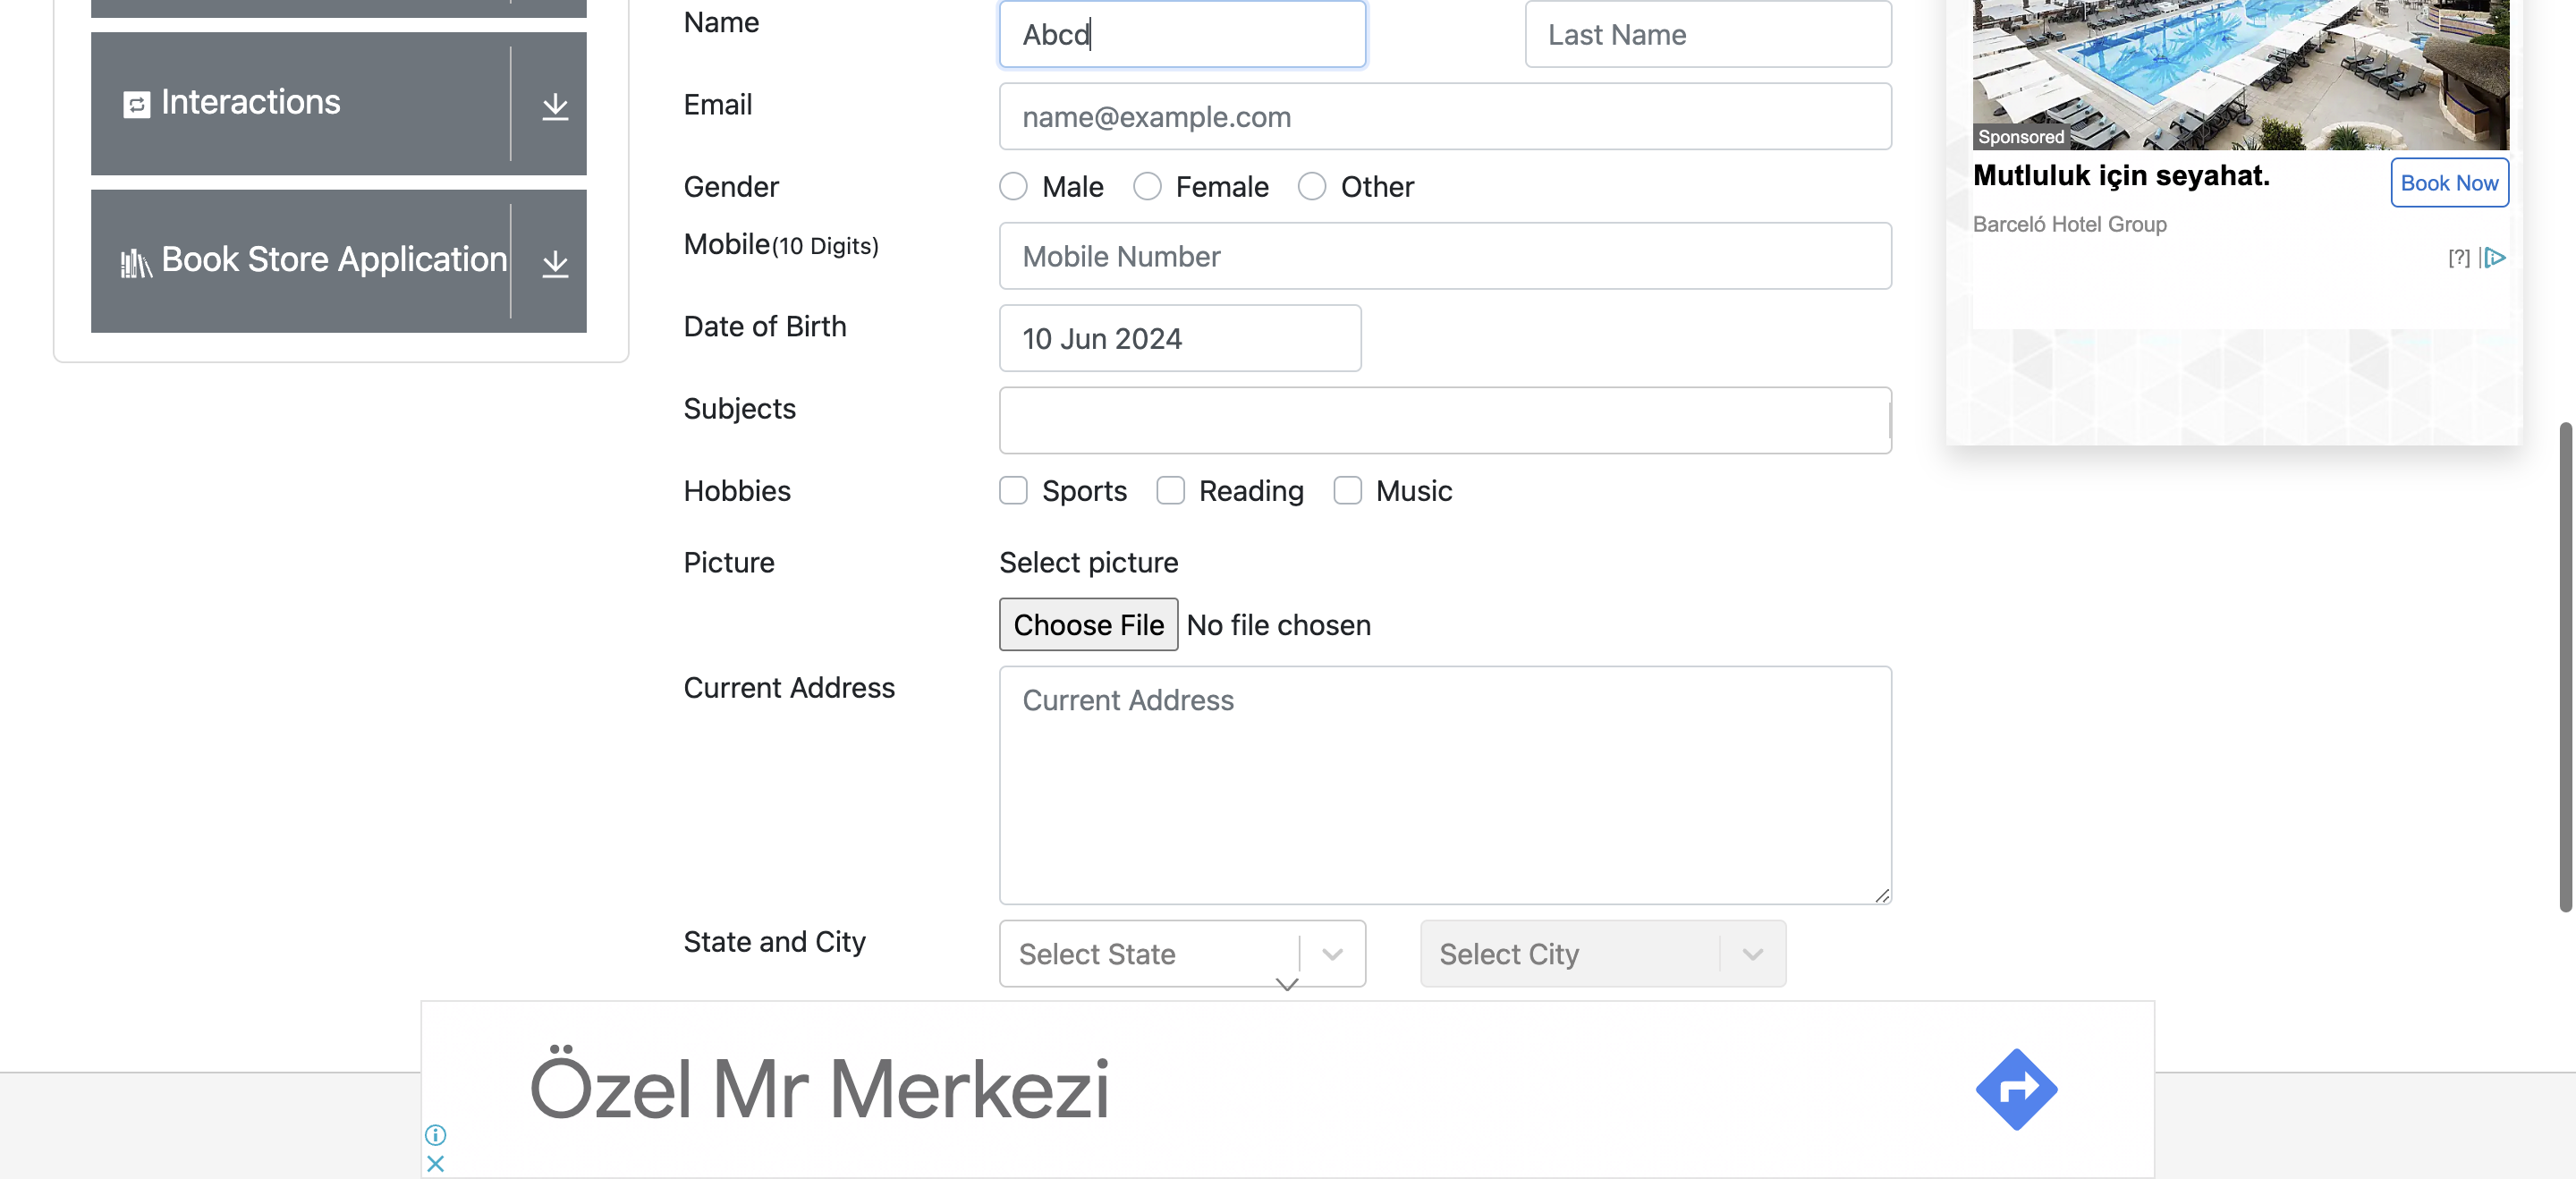 Interactions
Book Store Application
Name
Abcd
Last Name
Email
name@example.com
Gender
Male
Female
Other
Mobile(10 Digits)
Mobile Number
Date of Birth
10 Jun 2024
Subjects
Hobbies
Sports
Reading
Music
Picture
Select picture
Choose File
No file chosen
Current Address
Current Address
State and City
Select State
Select City
Sponsored
Mutluluk için seyahat.
Book Now
Barceló Hotel Group
[?]
Özel Mr Merkezi